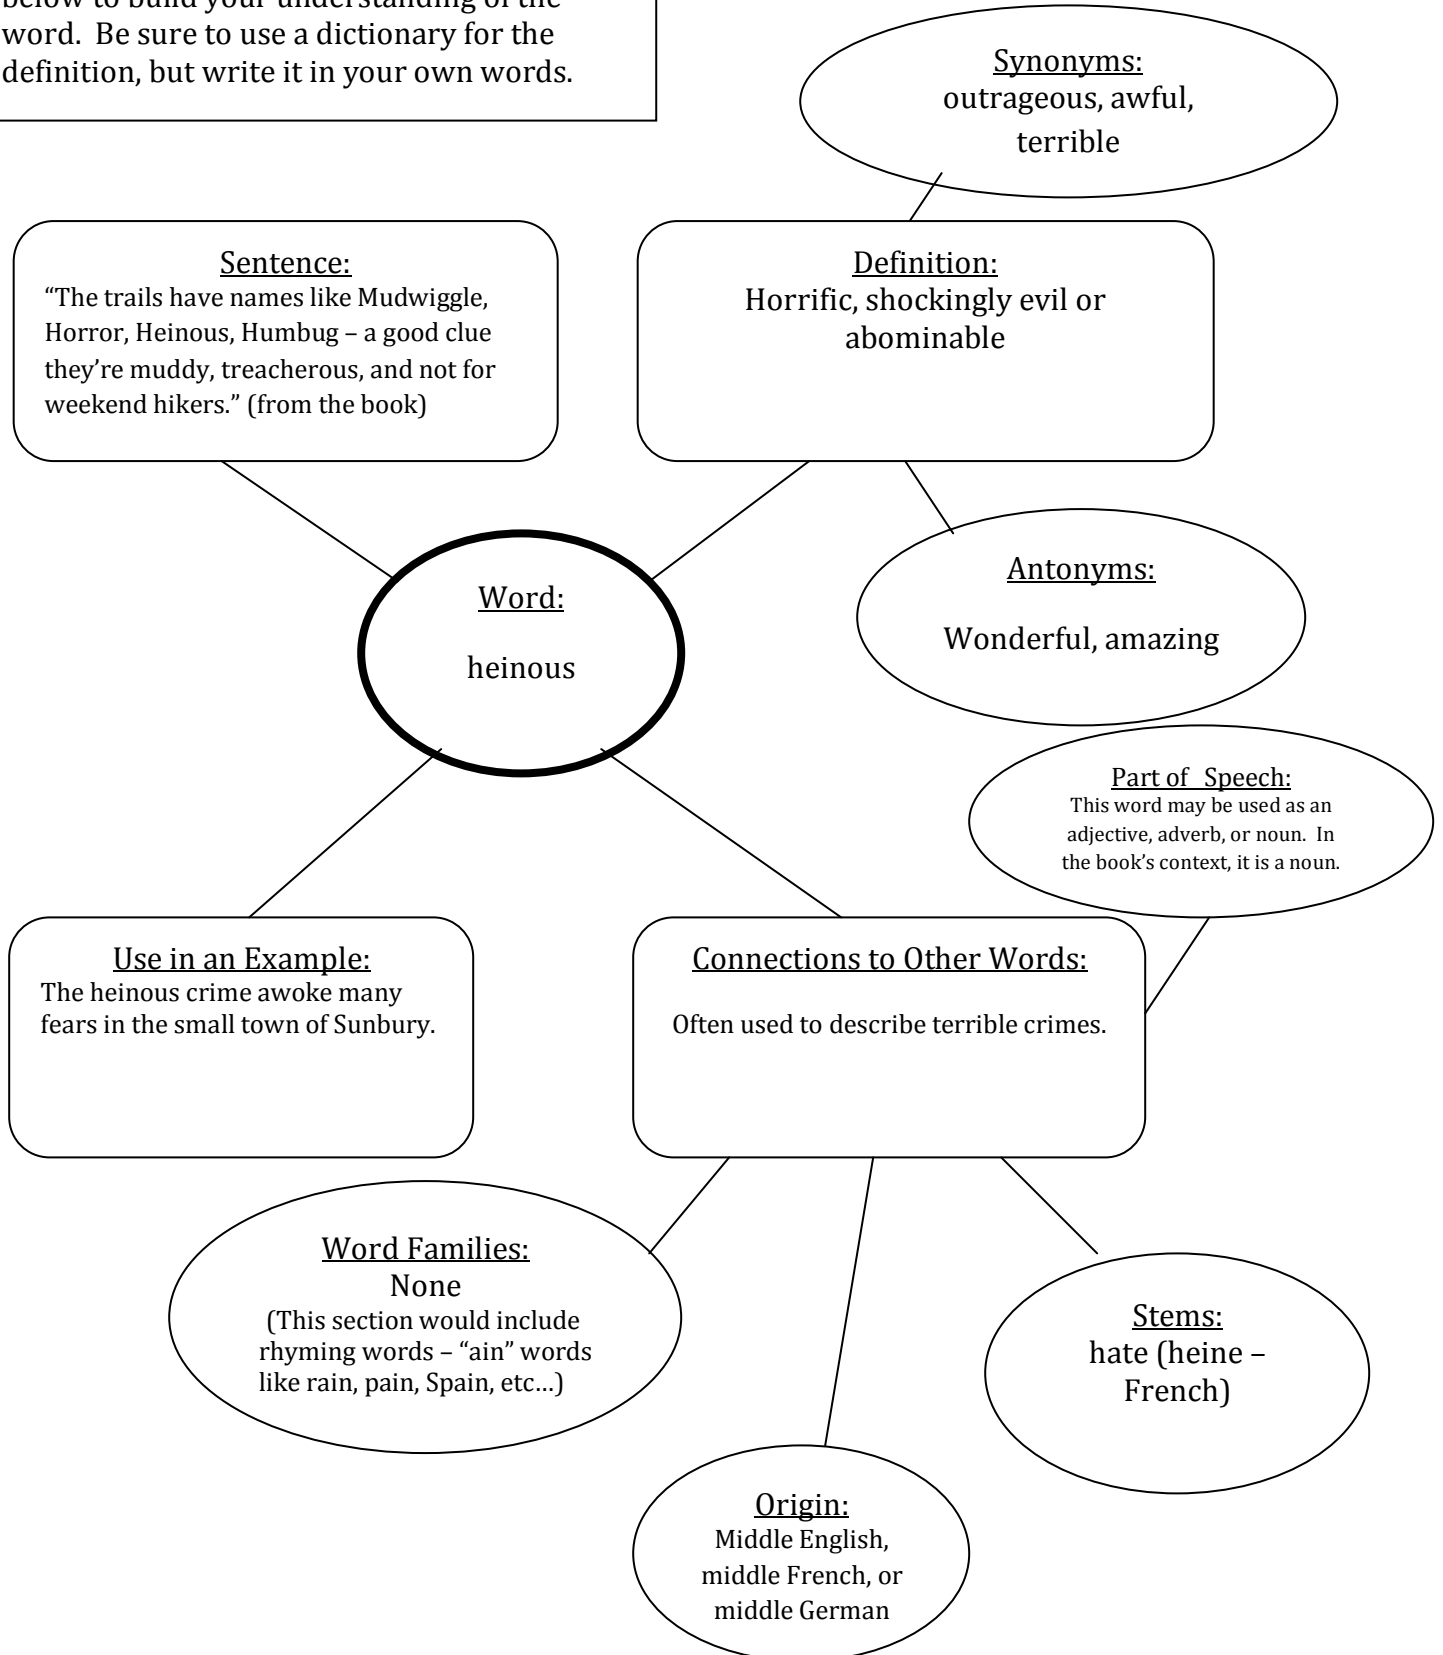 below to build your understanding of the
word.  Be sure to use a dictionary for the
definition, but write it in your own words.
Synonyms:
outrageous, awful,
terrible
Sentence:
“The trails have names like Mudwiggle,
Horror, Heinous, Humbug – a good clue
they’re muddy, treacherous, and not for
weekend hikers.” (from the book)
Definition:
Horrific, shockingly evil or
abominable
Word:
heinous
Antonyms:
Wonderful, amazing
Part of  Speech:
This word may be used as an
adjective, adverb, or noun.  In
the book’s context, it is a noun.
Use in an Example:
The heinous crime awoke many
fears in the small town of Sunbury.
Connections to Other Words:
Often used to describe terrible crimes.
Word Families:
None
(This section would include
rhyming words – “ain” words
like rain, pain, Spain, etc…)
Stems:
hate (heine –
French)
Origin:
Middle English,
middle French, or
middle German